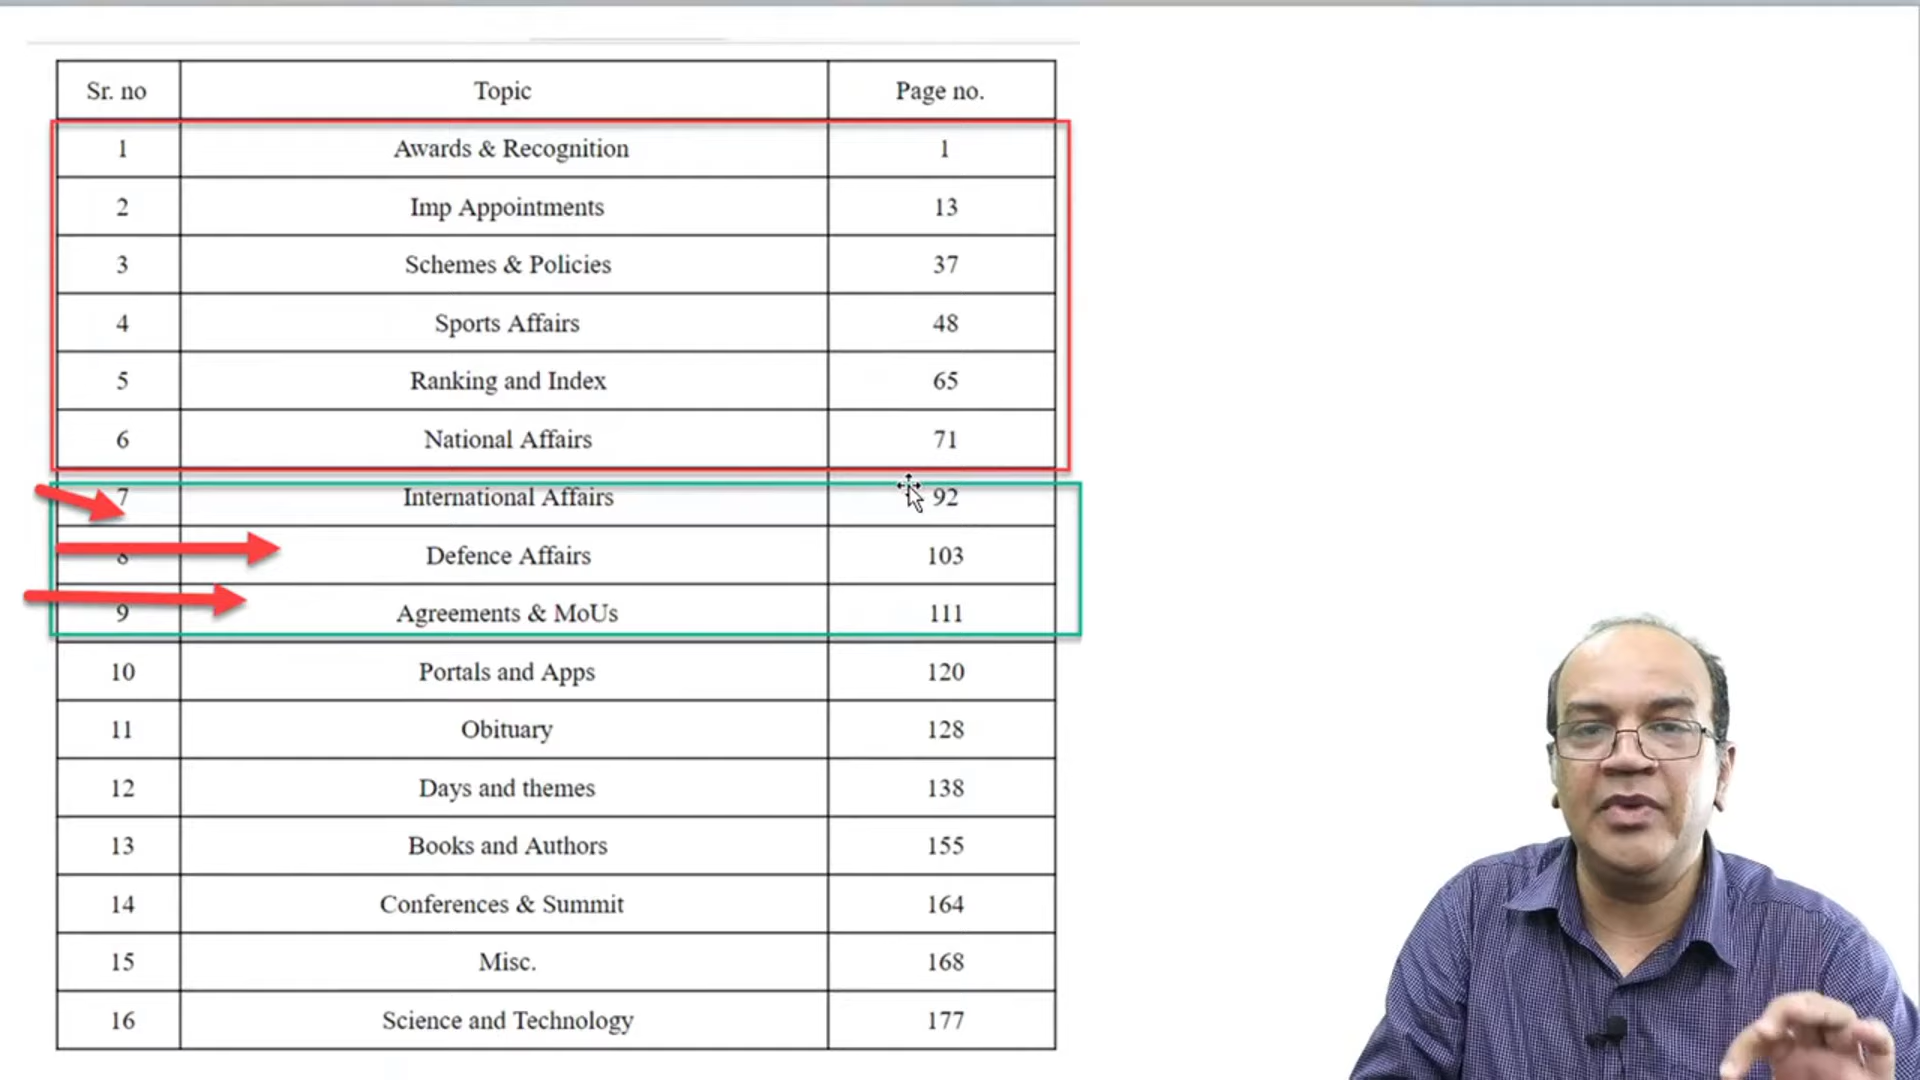 Sr. no Topic Page no.
1 Awards & Recognition 1
2 Imp Appointments 13
3 Schemes & Policies 37
4 Sports Affairs 48
5 Ranking and Index 65
6 National Affairs 71
7 International Affairs 92
8 Defence Affairs 103
9 Agreements & MoUs 111
10 Portals and Apps 120
11 Obituary 128
12 Days and themes 138
13 Books and Authors 155
14 Conferences & Summit 164
15 Misc. 168
16 Science and Technology 177